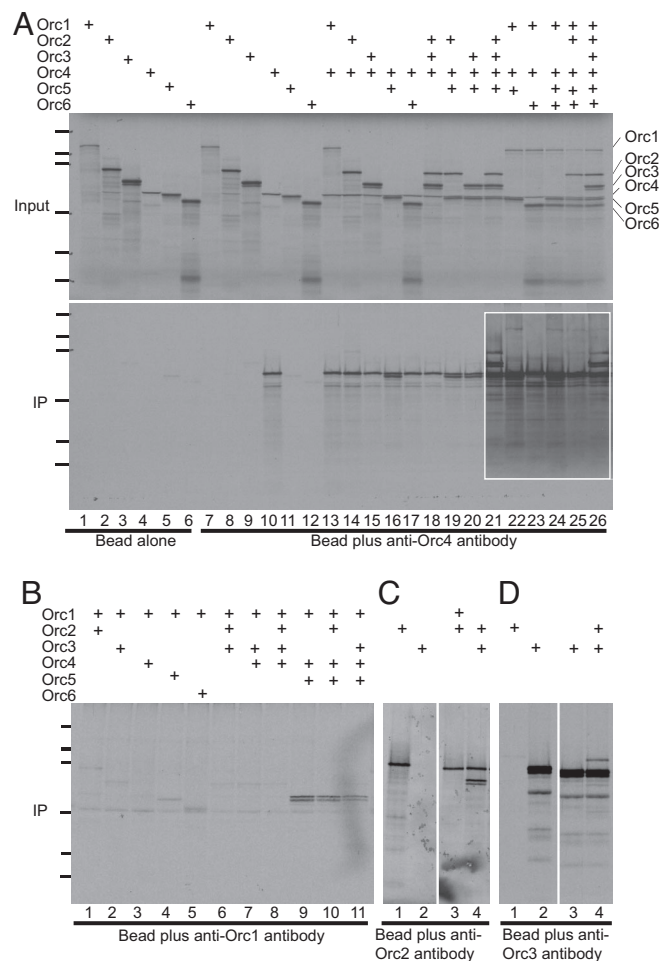 A
Orc1 + + + + + + + +
Orc2 + + + + + + + +
Orc3 + + + + + + +
Orc4 + + + + + + + + + + + + + + + +
Orc5 + + + + + + + + + +
Orc6 + + + + + + +
Input
Orc1
Orc2
Orc3
Orc4
Orc5
Orc6
IP
1 2 3 4 5 6 7 8 9 10 11 12 13 14 15 16 17 18 19 20 21 22 23 24 25 26
Bead alone
Bead plus anti-Orc4 antibody
B
Orc1 + + + + + + + + + + +
Orc2 + + + +
Orc3 + + + + +
Orc4 + + + + + +
Orc5 + + + +
Orc6 +
IP
1 2 3 4 5 6 7 8 9 10 11
Bead plus anti-Orc1 antibody
C
+
+ + +
+ +
1 2 3 4
Bead plus anti-
Orc2 antibody
D
+ +
+ + +
1 2 3 4
Bead plus anti-
Orc3 antibody